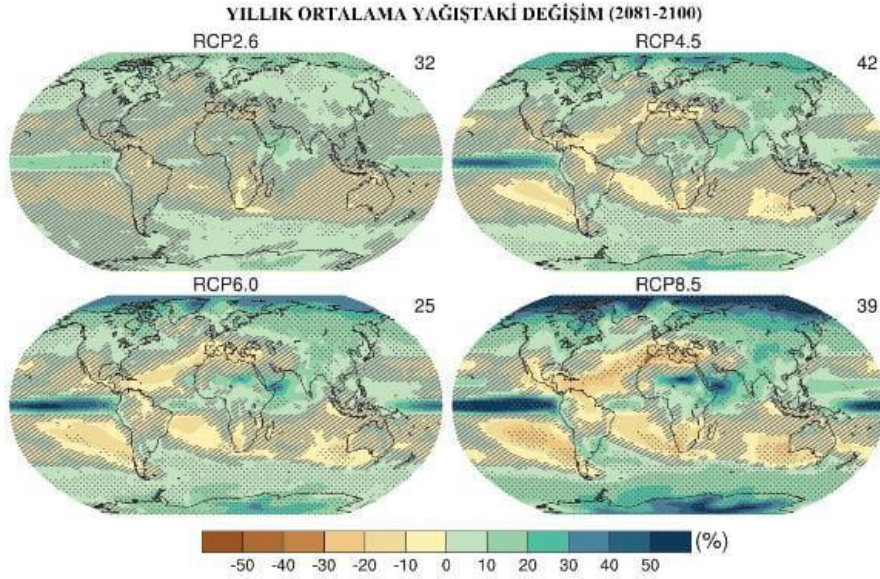 YILLIK ORTALAMA YAĞIŞTAKİ DEĞİŞİM (2081-2100)
RCP2.6
32
RCP4.5
42
RCP6.0
25
RCP8.5
39
(%)
-50 -40 -30 -20 -10 0 10 20 30 40 50